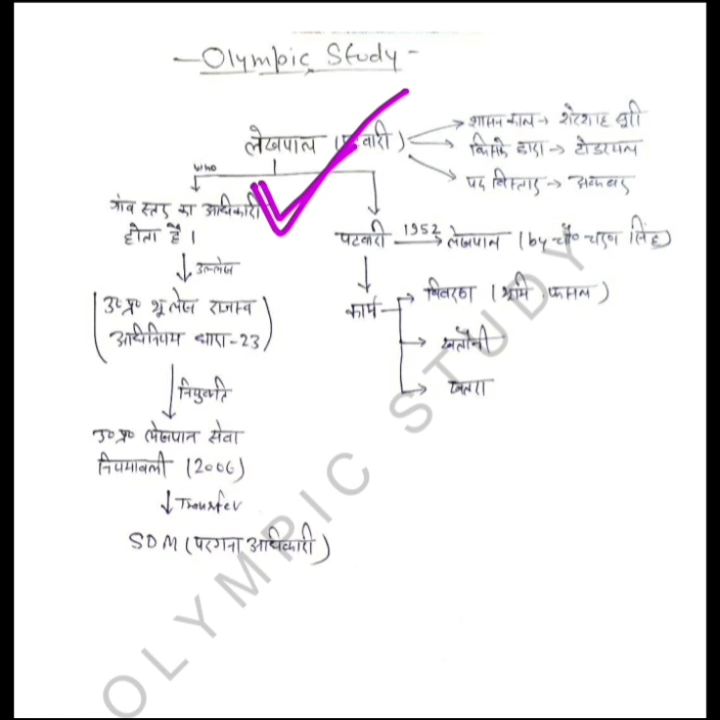 Olympic Study
लेखपाल (पटवारी)
शासन काल → शेरशाह सूरी
किसके द्वारा → टोडरमल
पद विस्तार → अकबर
who
गांव स्तर का अधिकारी
होता है।
उल्लेख
उ०प्र० भू लेख राजस्व
अधिनियम धारा-23
नियुक्ति
उ०प्र० लेखपाल सेवा
नियमावली (2006)
Transfer
SDM (परगना अधिकारी)
पटवारी 1952 → लेखपाल (by चौ० चरण सिंह)
कार्य
विवरण (भूमि, फसल)
खतौनी
खसरा
OLYMPIC STUDY